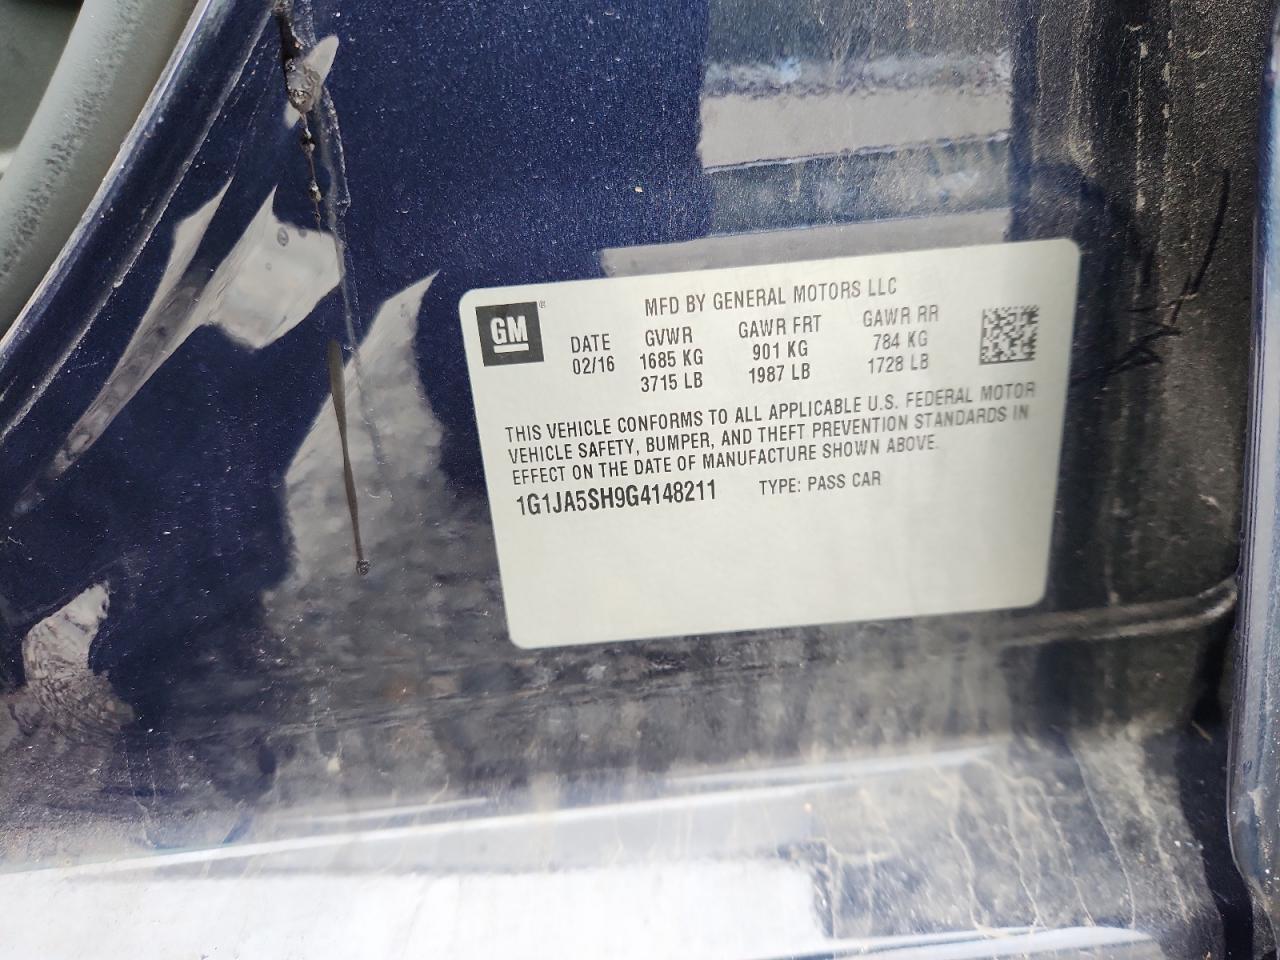 MFD BY GENERAL MOTORS LLC
GM®
DATE GVWR GAWR FRT GAWR RR
02/16 1685 KG 901 KG 784 KG
3715 LB 1987 LB 1728 LB
THIS VEHICLE CONFORMS TO ALL APPLICABLE U.S. FEDERAL MOTOR
VEHICLE SAFETY, BUMPER, AND THEFT PREVENTION STANDARDS IN
EFFECT ON THE DATE OF MANUFACTURE SHOWN ABOVE.
1G1JA5SH9G4148211 TYPE: PASS CAR